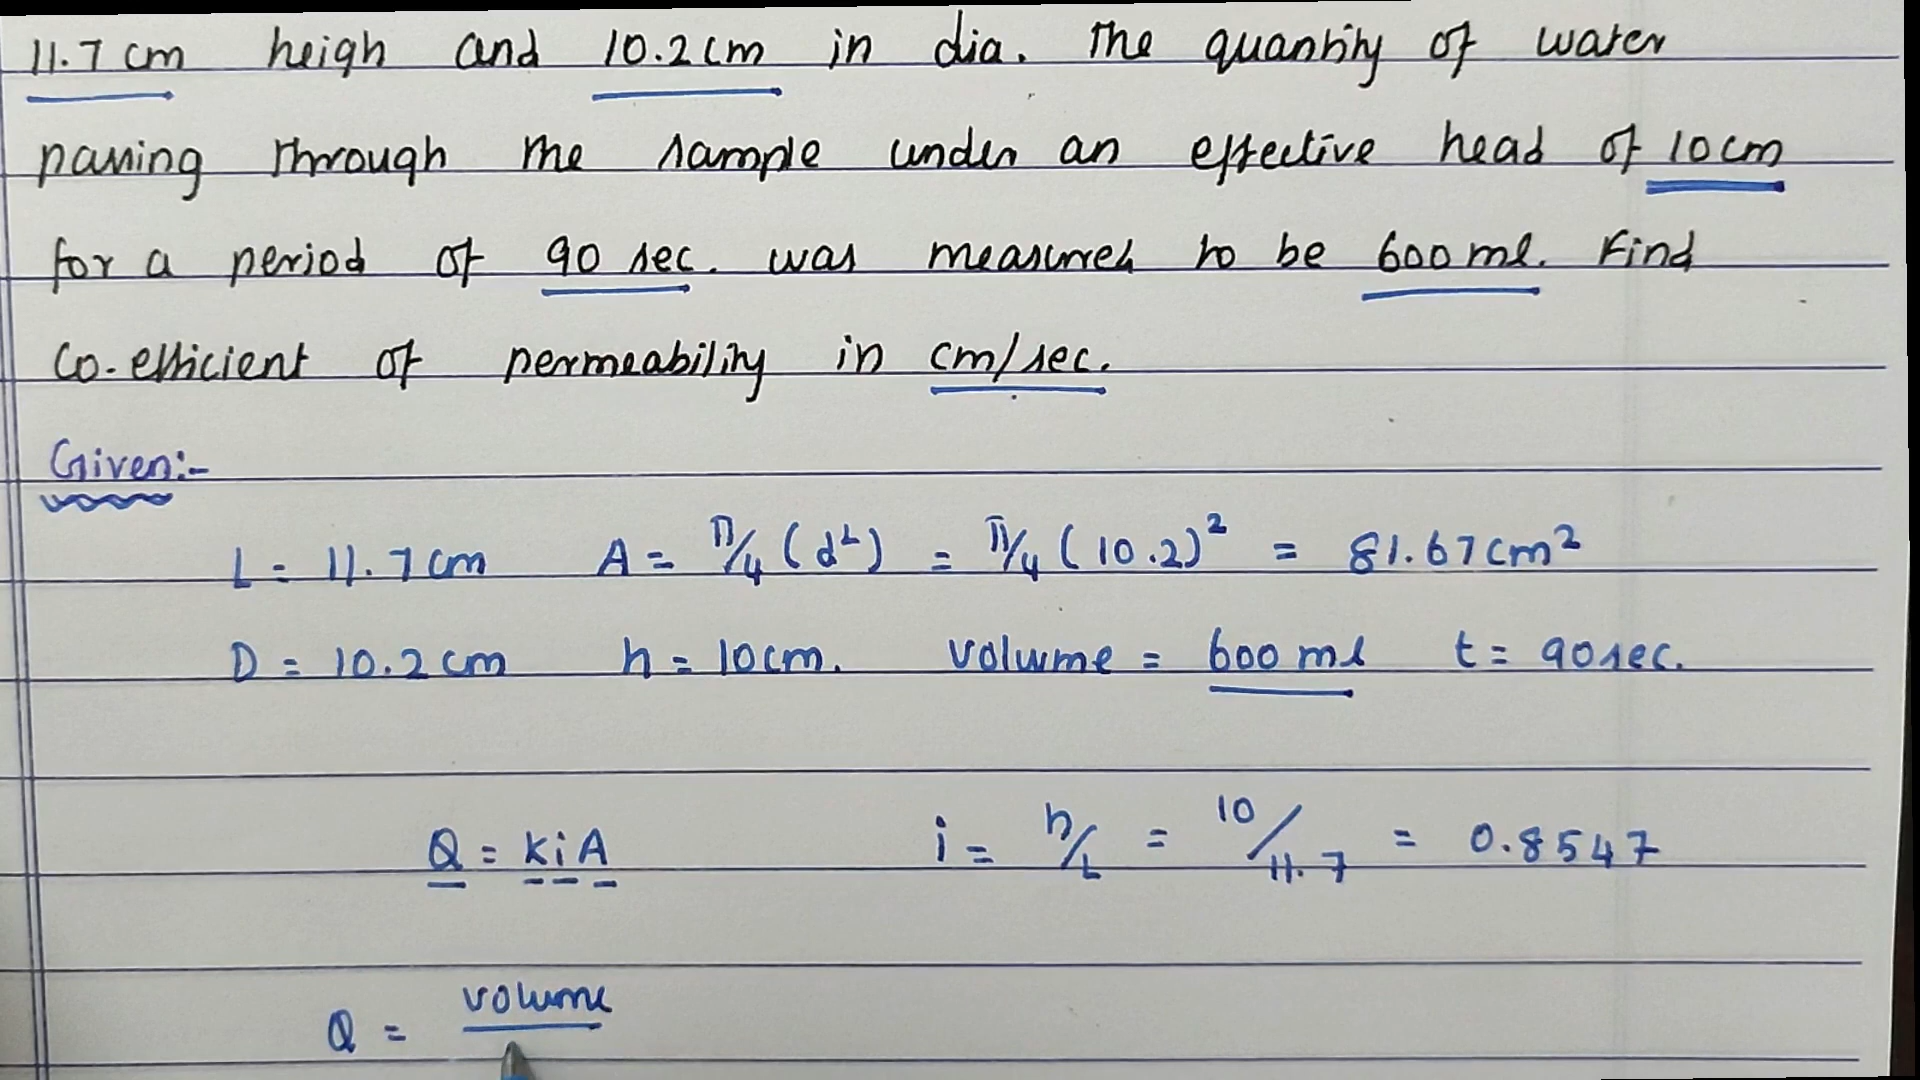 11.7 cm heigh and 10.2 cm in dia. The quantity of water
passing through the sample under an effective head of 10 cm
for a period of 90 sec. was measured to be 600 ml. Find
Co-efficient of permeability in cm/sec.
Given:-
L = 11.7 cm A = π/4 (d²) = π/4 (10.2)² = 81.67 cm²
D = 10.2 cm h = 10 cm. volume = 600 ml t = 90 sec.
Q = kiA i = h/L = 10/11.7 = 0.8547
Q = volume